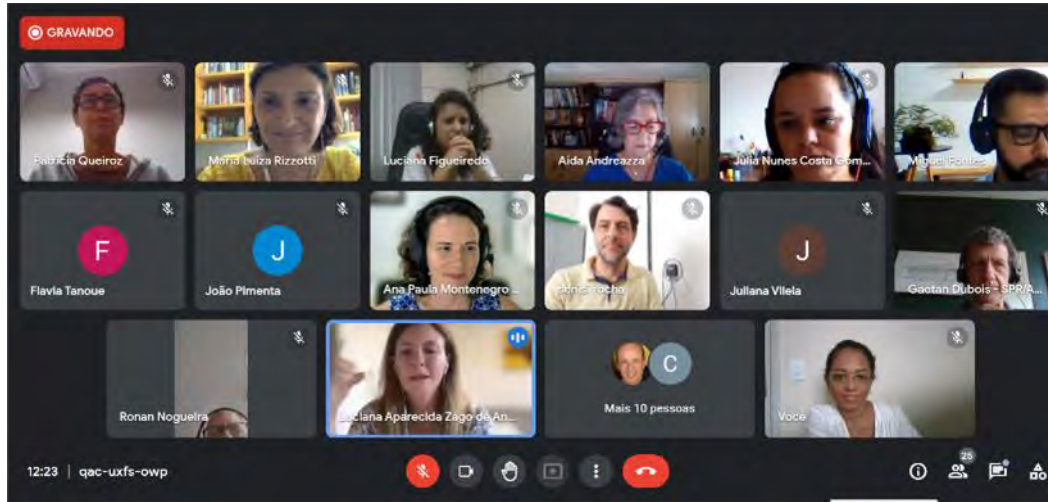 GRAVANDO
Patricia Queiroz
Maria Luiza Rizzotti
Luciana Figueiredo
Aida Andreazza
Julia Nunes Costa Gom...
Miguel Fontes
F
J
J
Flavia Tanoue
João Pimenta
Ana Paula Montenegro ...
Denis Rocha
Juliana Vilela
Gaetan Dubois - SPR/A...
C
Ronan Nogueira
Luciana Aparecida Zago de An...
Mais 10 pessoas
Você
12:23 | qac-uxfs-owp
25